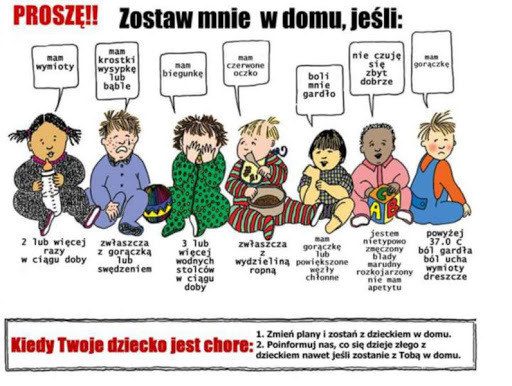 PROSZĘ!! Zostaw mnie w domu, jeśli:
mam
wymioty
mam
krostki
wysypkę
lub
bąble
mam
biegunkę
mam
czerwone
oczko
boli
mnie
gardło
nie czuję
się
zbyt
dobrze
mam
gorączkę
A B C
2 lub więcej
razy
w ciągu doby
zwłaszcza
z gorączką
lub
swędzeniem
3 lub
więcej
wodnych
stolców
w ciągu
doby
zwłaszcza
z
wydzieliną
ropną
mam
gorączkę
lub
powiększone
węzły
chłonne
jestem
nietypowo
zmęczony
blady
marudny
rozkojarzony
nie mam
apetytu
powyżej
37.0 C
ból gardła
ból ucha
wymioty
dreszcze
Kiedy Twoje dziecko jest chore:
1. Zmień plany i zostań z dzieckiem w domu.
2. Poinformuj nas, co się dzieje złego z
dzieckiem nawet jeśli zostanie z Tobą w domu.